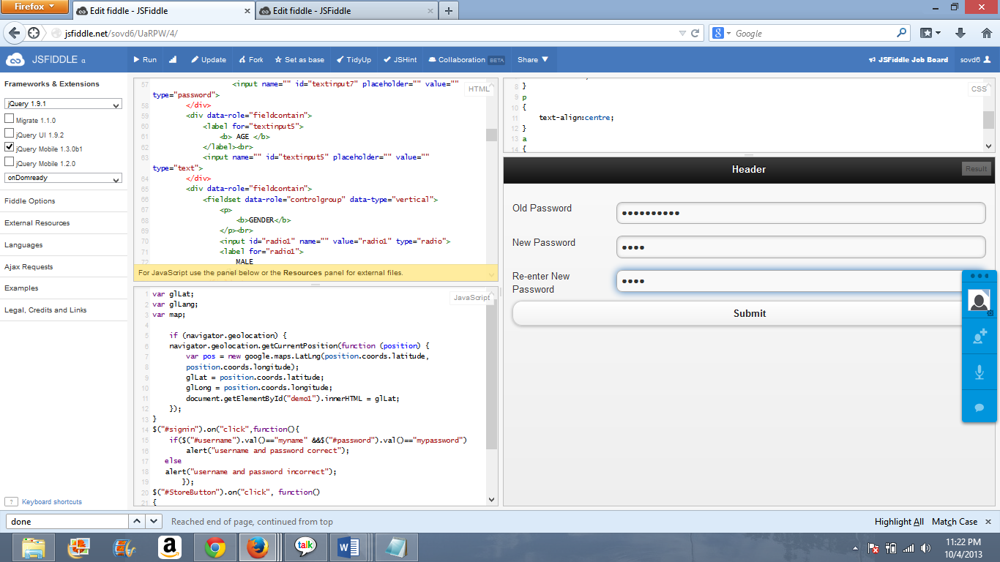 Firefox
Edit fiddle - JSFiddle
Edit fiddle - JSFiddle
jsfiddle.net/sovd6/UaRPW/4/
Google
JSFIDDLE α
Run
Update
Fork
Set as base
TidyUp
JSHint
Collaboration BETA
Share
JSFiddle Job Board
sovd6
Frameworks & Extensions
jQuery 1.9.1
Migrate 1.1.0
jQuery UI 1.9.2
jQuery Mobile 1.3.0b1
jQuery Mobile 1.2.0
onDomready
Fiddle Options
External Resources
Languages
Ajax Requests
Examples
Legal, Credits and Links
? Keyboard shortcuts
HTML
57 <input name="" id="textinput7" placeholder="" value=""
type="password">
58 </div>
59 <div data-role="fieldcontain">
60 <label for="textinput5">
61 <b> AGE </b>
62 </label><br>
63 <input name="" id="textinput5" placeholder="" value=""
type="text">
64 </div>
65 <div data-role="fieldcontain">
66 <fieldset data-role="controlgroup" data-type="vertical">
67 <p>
68 <b>GENDER</b>
69 </p><br>
70 <input id="radio1" name="" value="radio1" type="radio">
71 <label for="radio1">
72 MALE
For JavaScript use the panel below or the Resources panel for external files.
JavaScript
1 var glLat;
2 var glLang;
3 var map;
4
5 if (navigator.geolocation) {
6 navigator.geolocation.getCurrentPosition(function (position) {
7 var pos = new google.maps.LatLng(position.coords.latitude,
8 position.coords.longitude);
9 glLat = position.coords.latitude;
10 glLong = position.coords.longitude;
11 document.getElementById("demo1").innerHTML = glLat;
12 });
13 }
14 $("#signin").on("click",function(){
15 if($("#username").val()=="myname" &&$("#password").val()=="mypassword")
16 alert("username and password correct");
17 else
18 alert("username and password incorrect");
19 });
20 $("#StoreButton").on("click", function()
21 {
CSS
8 }
9 p
10 {
11 text-align:centre;
12 }
13 a
14 {
Header
Result
Old Password
New Password
Re-enter New
Password
Submit
done
Reached end of page, continued from top
Highlight All
Match Case
talk
11:22 PM
10/4/2013